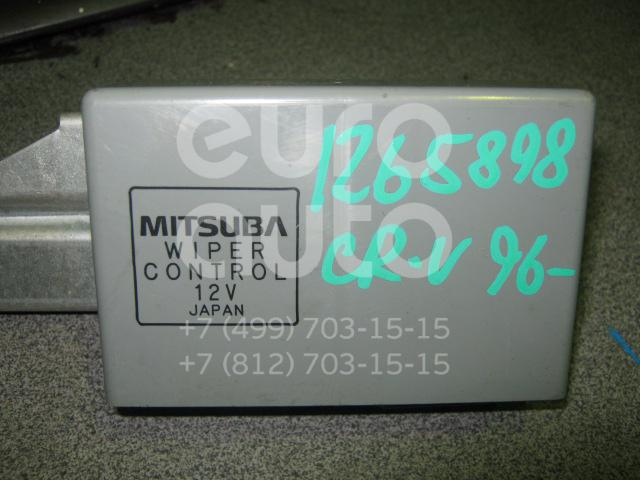 euro
auto
1265898
MITSUBA
WIPER
CONTROL
12V
JAPAN
CR-V 96-
+7 (499) 703-15-15
+7 (812) 703-15-15